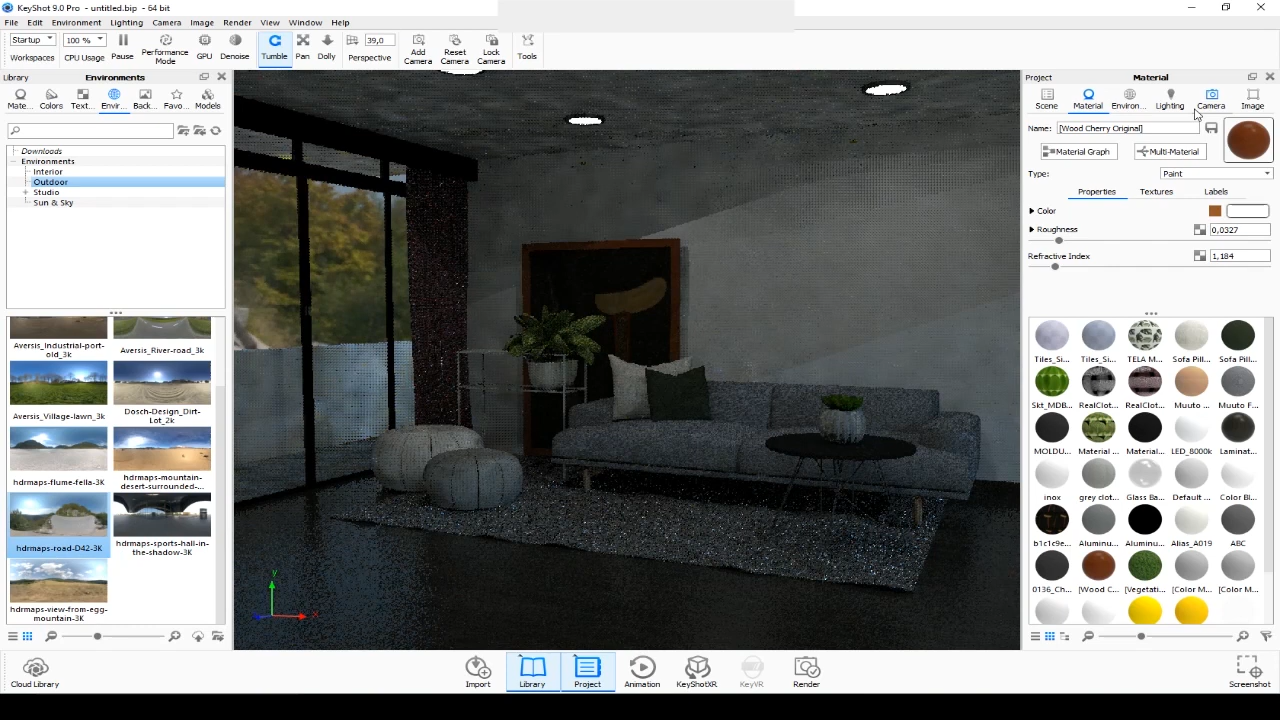 KeyShot 9.0 Pro - untitled.bip - 64 bit
File Edit Environment Lighting Camera Image Render View Window Help
Startup 100 % 39,0
Workspaces CPU Usage Pause Performance Mode GPU Denoise Tumble Pan Dolly Perspective Add Camera Reset Camera Lock Camera Tools
Library Environments
Mate... Colors Text... Envir... Back... Favo... Models
Downloads
Environments
Interior
Outdoor
Studio
Sun & Sky
Aversis_Industrial-port-old_3k Aversis_River-road_3k
Aversis_Village-lawn_3k Dosch-Design_Dirt-Lot_2k
hdrmaps-flume-fella-3K hdrmaps-mountain-desert-surrounded-...
hdrmaps-road-D42-3K hdrmaps-sports-hall-in-the-shadow-3K
hdrmaps-view-from-egg-mountain-3K
y
x
Project Material
Scene Material Environ... Lighting Camera Image
Name: [Wood Cherry Original]
Material Graph Multi-Material
Type: Paint
Properties Textures Labels
Color
Roughness 0,0327
Refractive Index 1,184
Tiles_Si... Tiles_Si... TELA M... Sofa Pill... Sofa Pill...
Skt_MDB... RealClot... RealClot... Muuto ... Muuto F...
MOLDU... Material ... Material... LED_8000k Laminat...
inox grey clot... Glass Ba... Default ... Color Bl...
b1c1c9e... Aluminu... Aluminu... Alias_A019 ABC
0136_Ch... [Wood C... [Vegetati... [Color M... [Color M...
Cloud Library Import Library Project Animation KeyShotXR KeyVR Render Screenshot